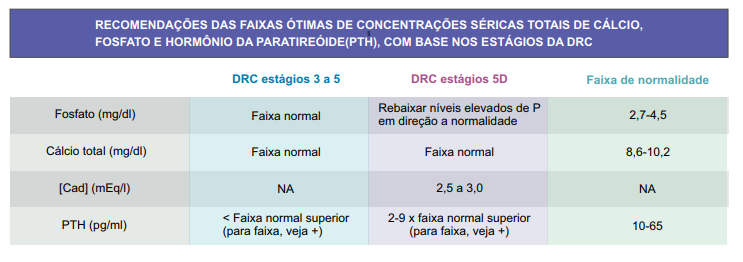 RECOMENDAÇÕES DAS FAIXAS ÓTIMAS DE CONCENTRAÇÕES SÉRICAS TOTAIS DE CÁLCIO,
FOSFATO E HORMÔNIO DA PARATIREÓIDE(PTH), COM BASE NOS ESTÁGIOS DA DRC
DRC estágios 3 a 5 DRC estágios 5D Faixa de normalidade
Fosfato (mg/dl) Faixa normal Rebaixar níveis elevados de P
em direção a normalidade 2,7-4,5
Cálcio total (mg/dl) Faixa normal Faixa normal 8,6-10,2
[Cad] (mEq/l) NA 2,5 a 3,0 NA
PTH (pg/ml) < Faixa normal superior
(para faixa, veja +) 2-9 x faixa normal superior
(para faixa, veja +) 10-65